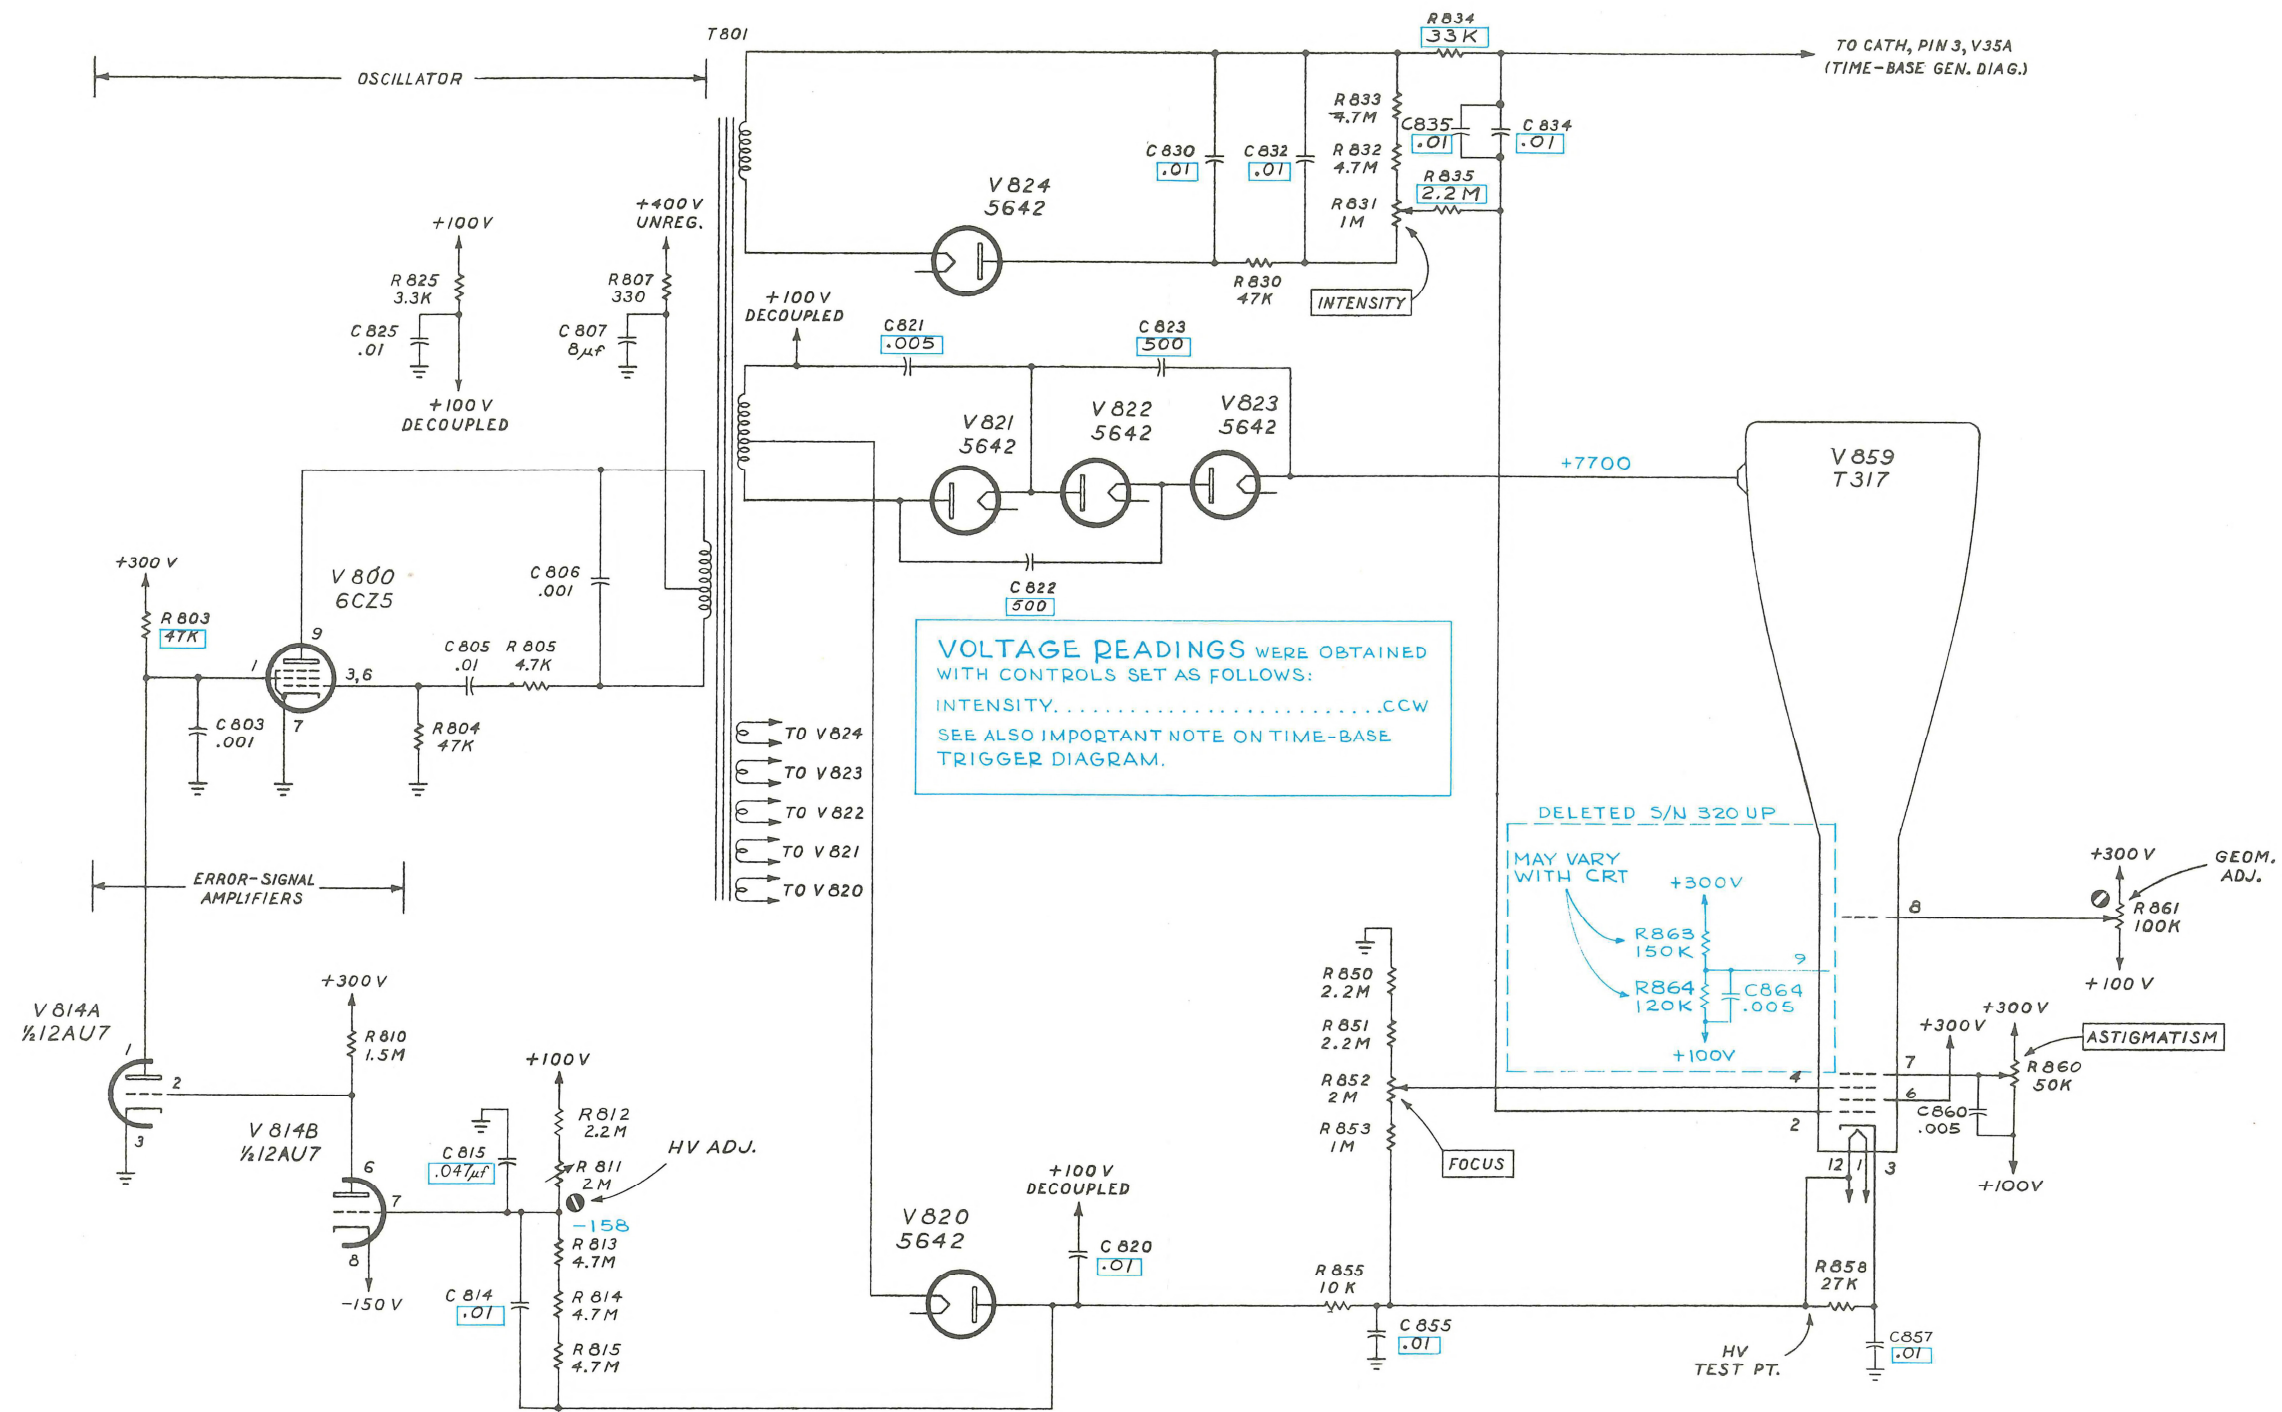 T801
OSCILLATOR
R834
33K
TO CATH, PIN 3, V35A
(TIME-BASE GEN. DIAG.)
R833
4.7M
C835
.01
C834
.01
C830
.01
C832
.01
R832
4.7M
R835
2.2M
R831
1M
V824
5642
R830
47K
INTENSITY
+100V
+400V
UNREG.
R825
3.3K
C825
.01
+100V
DECOUPLED
R807
330
C807
8µf
+100V
DECOUPLED
C821
.005
C823
500
V821
5642
V822
5642
V823
5642
C822
500
+7700
V859
T317
+300V
R803
47K
V800
6CZ5
9
1
3,6
7
C803
.001
C805
.01
R805
4.7K
C806
.001
R804
47K
VOLTAGE READINGS WERE OBTAINED
WITH CONTROLS SET AS FOLLOWS:
INTENSITY..........................CCW
SEE ALSO IMPORTANT NOTE ON TIME-BASE
TRIGGER DIAGRAM.
TO V824
TO V823
TO V822
TO V821
TO V820
ERROR-SIGNAL
AMPLIFIERS
DELETED S/N 320 UP
MAY VARY
WITH CRT
+300V
R863
150K
9
R864
120K
C864
.005
+100V
8
+300V
GEOM.
ADJ.
R861
100K
+100V
V814A
½12AU7
1
2
3
+300V
R810
1.5M
V814B
½12AU7
6
7
8
-150V
+100V
R812
2.2M
R811
2M
HV ADJ.
C815
.047µf
-158
R813
4.7M
C814
.01
R814
4.7M
R815
4.7M
R850
2.2M
R851
2.2M
R852
2M
R853
1M
FOCUS
4
2
7
6
+300V
+300V
ASTIGMATISM
R860
50K
C860
.005
+100V
12
1
3
V820
5642
+100V
DECOUPLED
C820
.01
R855
10K
C855
.01
R858
27K
HV
TEST PT.
C857
.01